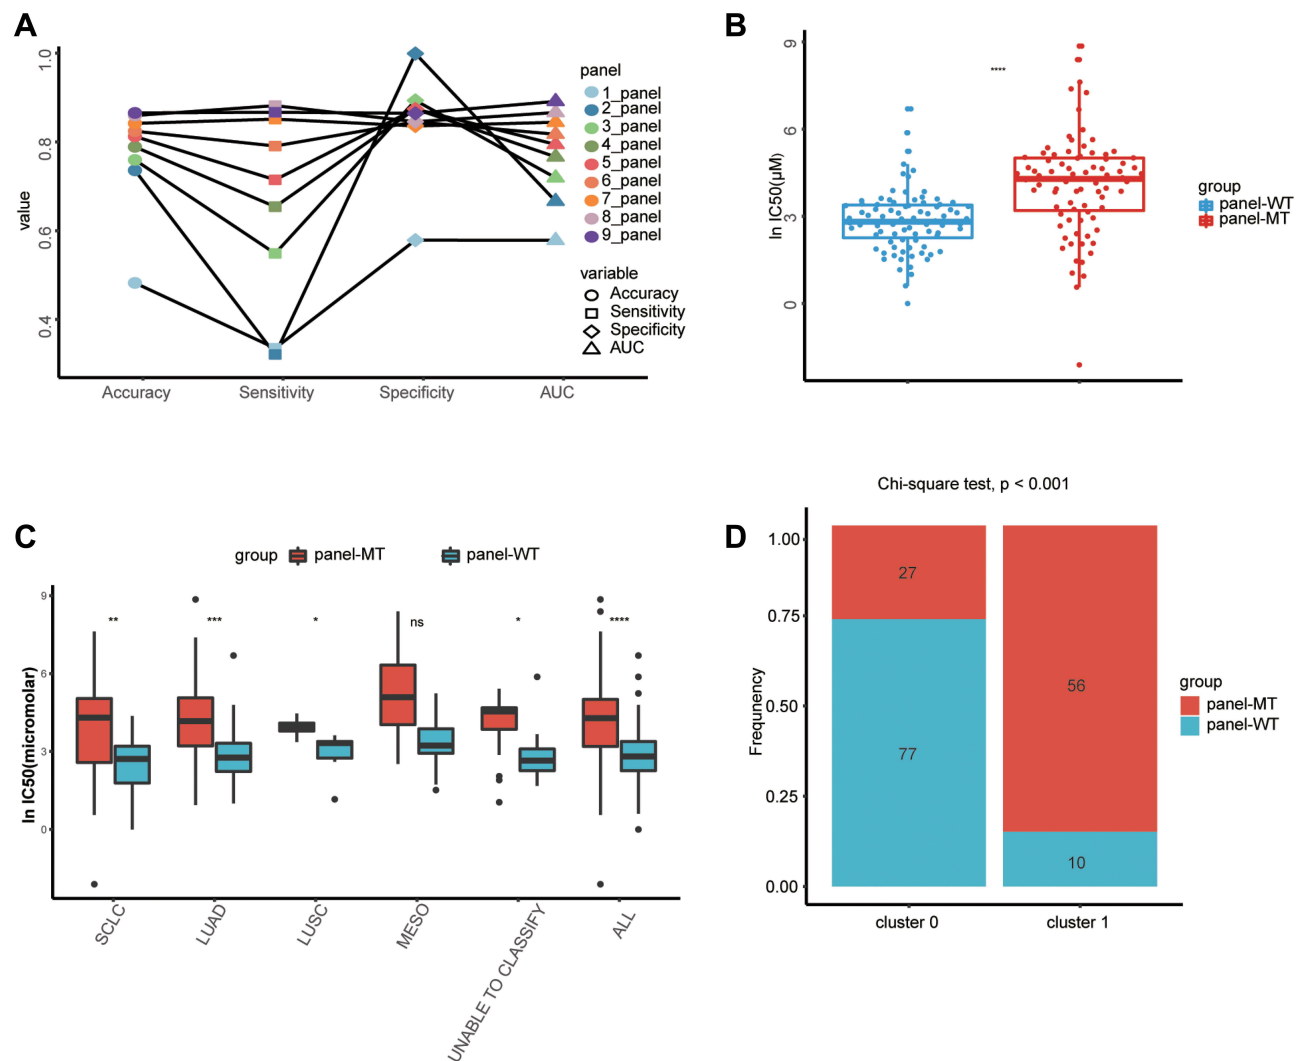 A
1.0
0.8
0.6
0.4
value
Accuracy
Sensitivity
Specificity
AUC
panel
1_panel
2_panel
3_panel
4_panel
5_panel
6_panel
7_panel
8_panel
9_panel
variable
Accuracy
Sensitivity
Specificity
AUC
B
9
6
3
0
ln IC50(μM)
****
group
panel-WT
panel-MT
C
group
panel-MT
panel-WT
9
6
3
0
ln IC50(micromolar)
**
***
*
ns
*
****
SCLC
LUAD
LUSC
MESO
UNABLE TO CLASSIFY
ALL
Chi-square test, p < 0.001
D
1.00
0.75
0.50
0.25
0.00
Frequnency
27
77
56
10
cluster 0
cluster 1
group
panel-MT
panel-WT